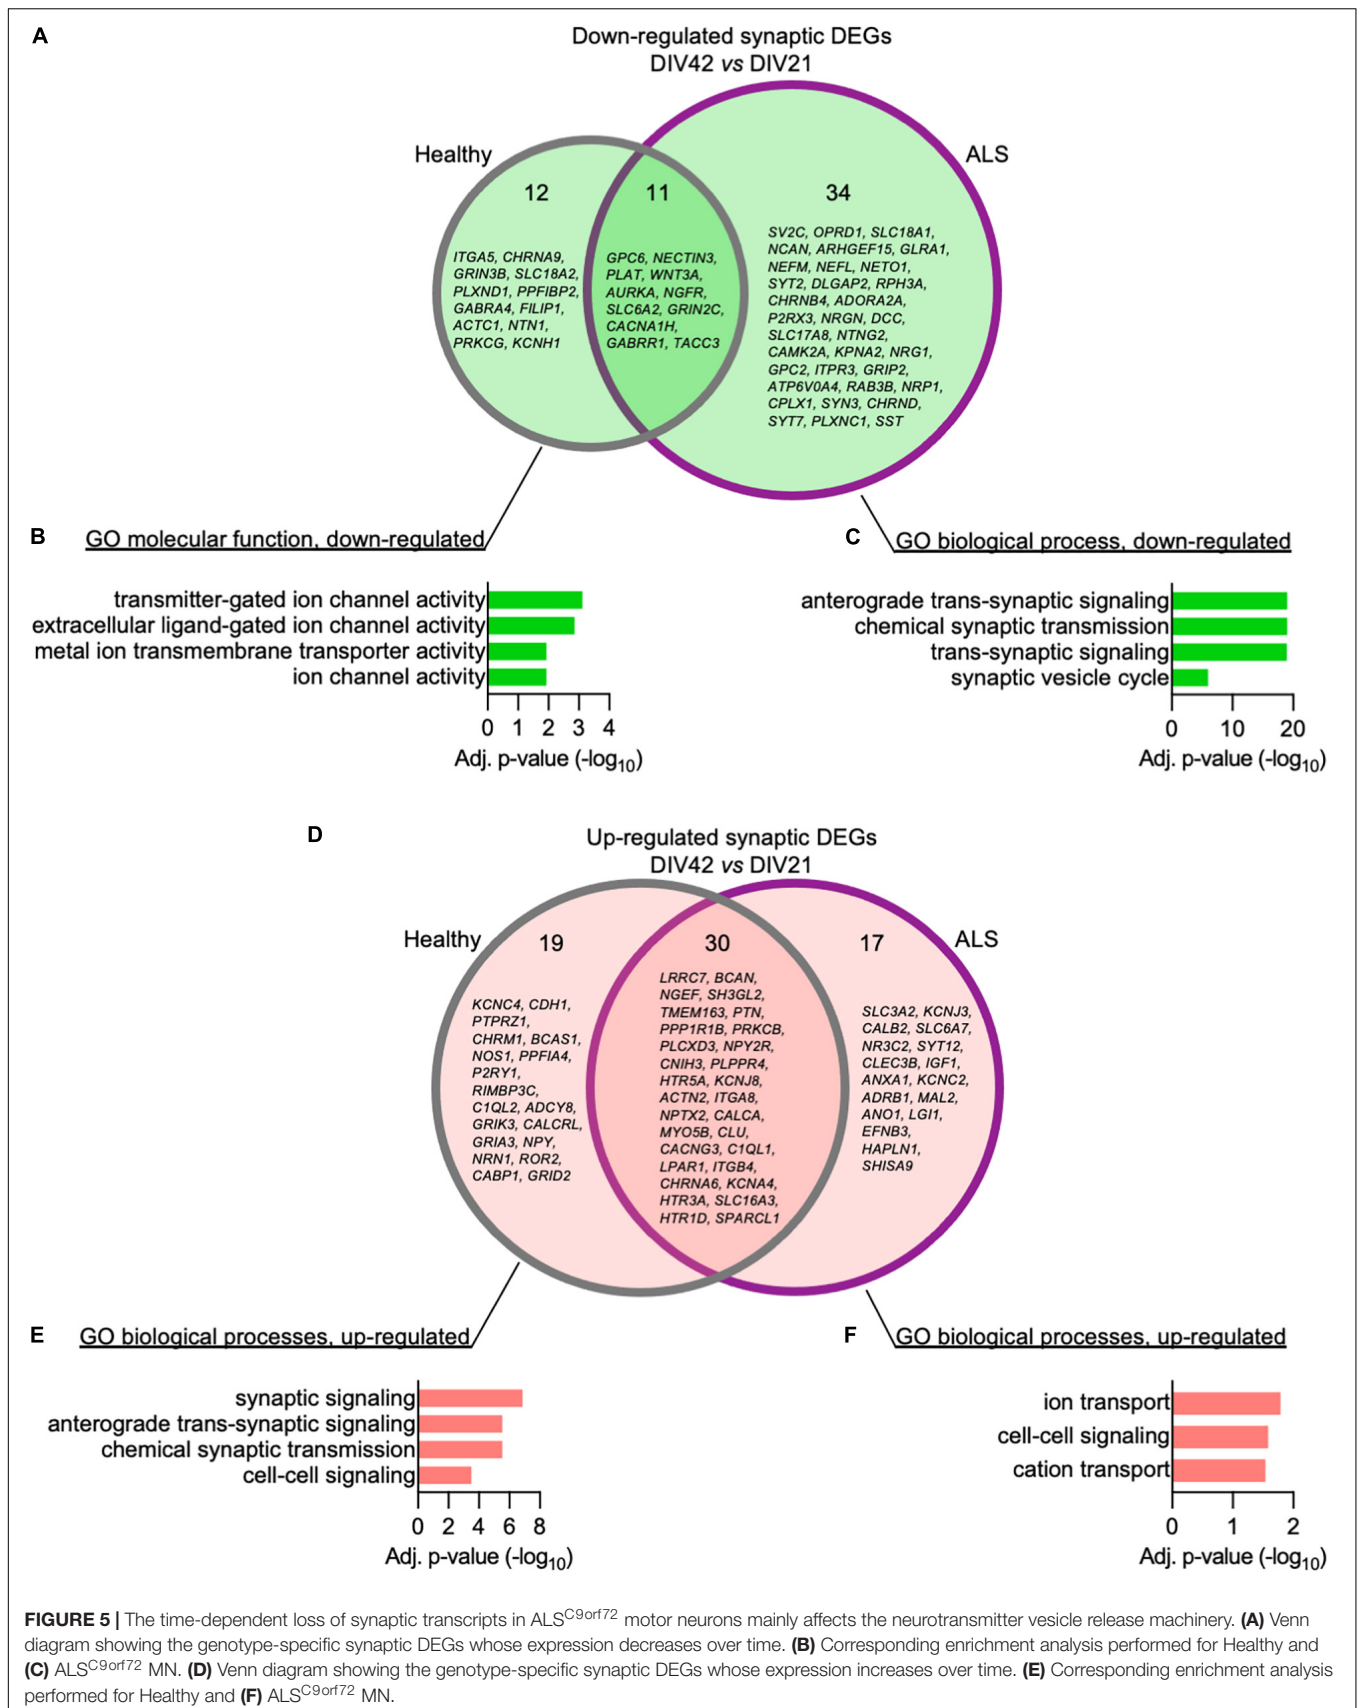 A
Down-regulated synaptic DEGs
DIV42 vs DIV21
Healthy
ALS
12
11
34
ITGA5, CHRNA9,
GRIN3B, SLC18A2,
PLXND1, PPFIBP2,
GABRA4, FILIP1,
ACTC1, NTN1,
PRKCG, KCNH1
GPC6, NECTIN3,
PLAT, WNT3A,
AURKA, NGFR,
SLC6A2, GRIN2C,
CACNA1H,
GABRR1, TACC3
SV2C, OPRD1, SLC18A1,
NCAN, ARHGEF15, GLRA1,
NEFM, NEFL, NETO1,
SYT2, DLGAP2, RPH3A,
CHRNB4, ADORA2A,
P2RX3, NRGN, DCC,
SLC17A8, NTNG2,
CAMK2A, KPNA2, NRG1,
GPC2, ITPR3, GRIP2,
ATP6V0A4, RAB3B, NRP1,
CPLX1, SYN3, CHRND,
SYT7, PLXNC1, SST
B
GO molecular function, down-regulated
transmitter-gated ion channel activity
extracellular ligand-gated ion channel activity
metal ion transmembrane transporter activity
ion channel activity
0 1 2 3 4
Adj. p-value (-log10)
C
GO biological process, down-regulated
anterograde trans-synaptic signaling
chemical synaptic transmission
trans-synaptic signaling
synaptic vesicle cycle
0 10 20
Adj. p-value (-log10)
D
Up-regulated synaptic DEGs
DIV42 vs DIV21
Healthy
ALS
19
30
17
KCNC4, CDH1,
PTPRZ1,
CHRM1, BCAS1,
NOS1, PPFIA4,
P2RY1,
RIMBP3C,
C1QL2, ADCY8,
GRIK3, CALCRL,
GRIA3, NPY,
NRN1, ROR2,
CABP1, GRID2
LRRC7, BCAN,
NGEF, SH3GL2,
TMEM163, PTN,
PPP1R1B, PRKCB,
PLCXD3, NPY2R,
CNIH3, PLPPR4,
HTR5A, KCNJ8,
ACTN2, ITGA8,
NPTX2, CALCA,
MYO5B, CLU,
CACNG3, C1QL1,
LPAR1, ITGB4,
CHRNA6, KCNA4,
HTR3A, SLC16A3,
HTR1D, SPARCL1
SLC3A2, KCNJ3,
CALB2, SLC6A7,
NR3C2, SYT12,
CLEC3B, IGF1,
ANXA1, KCNC2,
ADRB1, MAL2,
ANO1, LGI1,
EFNB3,
HAPLN1,
SHISA9
E
GO biological processes, up-regulated
synaptic signaling
anterograde trans-synaptic signaling
chemical synaptic transmission
cell-cell signaling
0 2 4 6 8
Adj. p-value (-log10)
F
GO biological processes, up-regulated
ion transport
cell-cell signaling
cation transport
0 1 2
Adj. p-value (-log10)
FIGURE 5 | The time-dependent loss of synaptic transcripts in ALSC9orf72 motor neurons mainly affects the neurotransmitter vesicle release machinery. (A) Venn
diagram showing the genotype-specific synaptic DEGs whose expression decreases over time. (B) Corresponding enrichment analysis performed for Healthy and
(C) ALSC9orf72 MN. (D) Venn diagram showing the genotype-specific synaptic DEGs whose expression increases over time. (E) Corresponding enrichment analysis
performed for Healthy and (F) ALSC9orf72 MN.